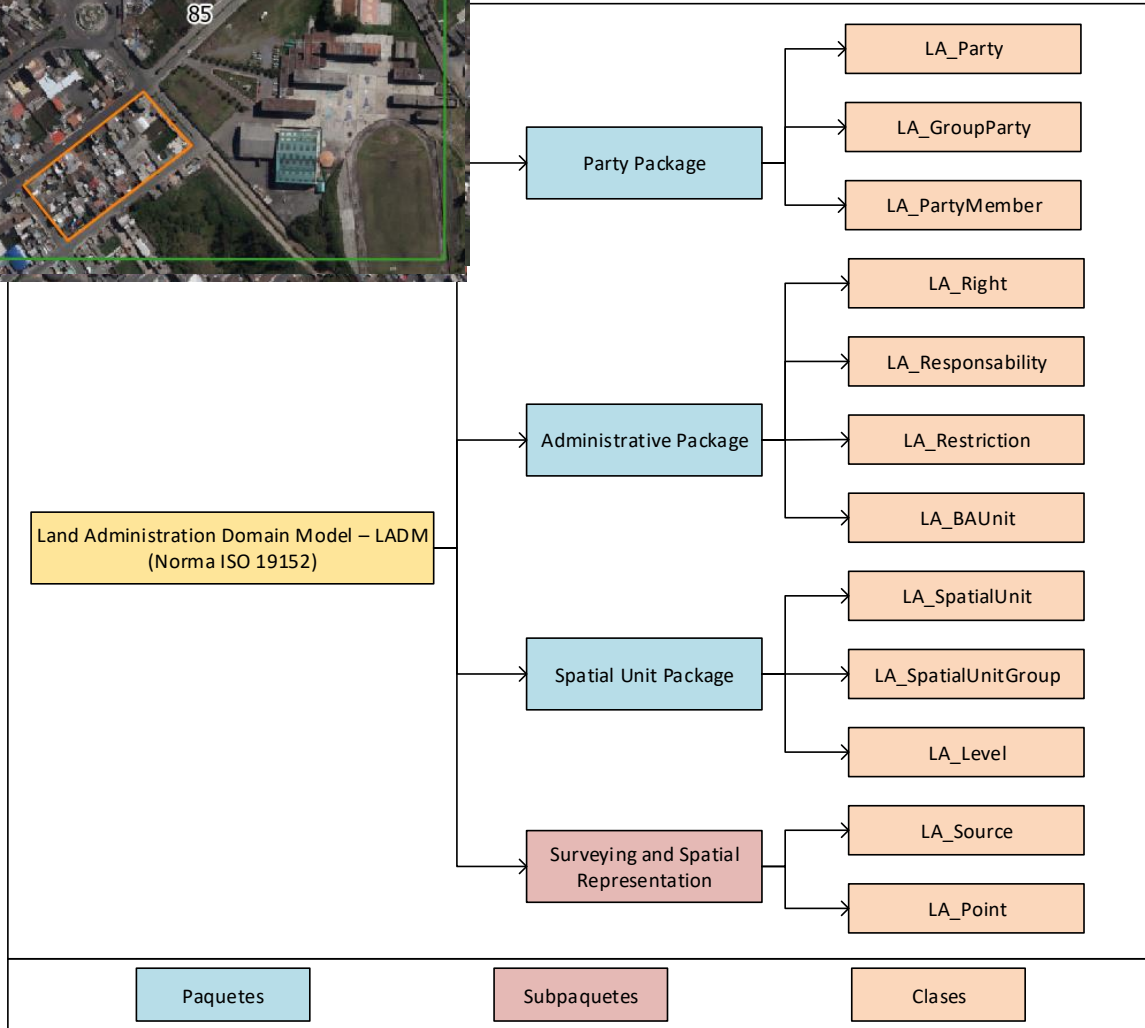 85
LA_Party
LA_GroupParty
Party Package
LA_PartyMember
LA_Right
LA_Responsability
Administrative Package
LA_Restriction
LA_BAUnit
Land Administration Domain Model – LADM
(Norma ISO 19152)
LA_SpatialUnit
Spatial Unit Package
LA_SpatialUnitGroup
LA_Level
Surveying and Spatial
Representation
LA_Source
LA_Point
Paquetes
Subpaquetes
Clases